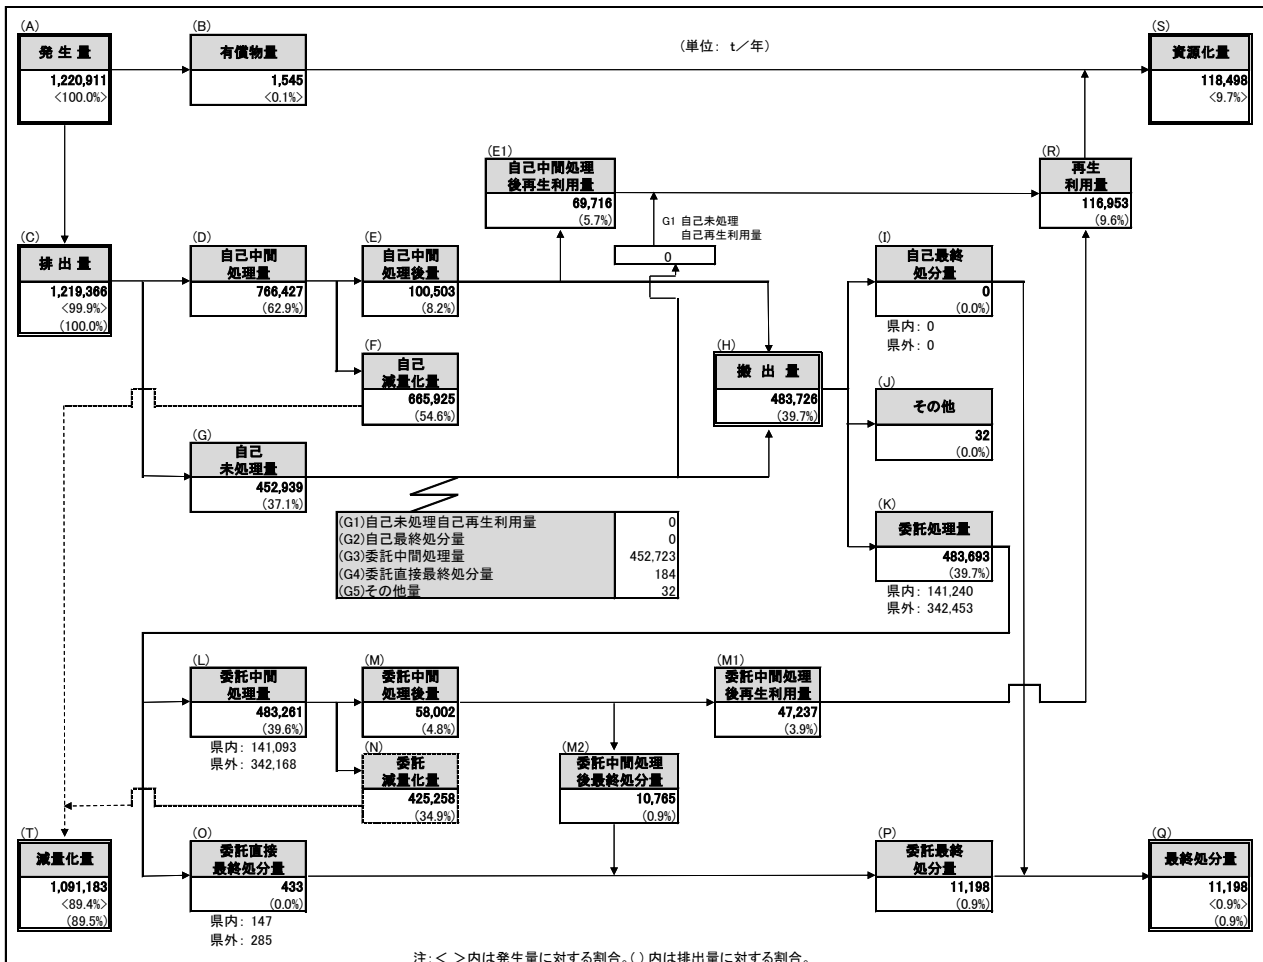 (A)
発生量
1,220,911
<100.0%>
(B)
有償物量
1,545
<0.1%>
(単位: t/年)
(S)
資源化量
118,498
<9.7%>
(E1)
自己中間処理
後再生利用量
69,716
(5.7%)
G1 自己未処理
自己再生利用量
0
(R)
再生
利用量
116,953
(9.6%)
(C)
排出量
1,219,366
<99.9%>
(100.0%)
(D)
自己中間
処理量
766,427
(62.9%)
(E)
自己中間
処理後量
100,503
(8.2%)
(F)
自己
減量化量
665,925
(54.6%)
(G)
自己
未処理量
452,939
(37.1%)
(H)
搬出量
483,726
(39.7%)
(I)
自己最終
処分量
0
(0.0%)
県内: 0
県外: 0
(J)
その他
32
(0.0%)
(K)
委託処理量
483,693
(39.7%)
県内: 141,240
県外: 342,453
(G1)自己未処理自己再生利用量 0
(G2)自己最終処分量 0
(G3)委託中間処理量 452,723
(G4)委託直接最終処分量 184
(G5)その他量 32
(L)
委託中間
処理量
483,261
(39.6%)
県内: 141,093
県外: 342,168
(M)
委託中間
処理後量
58,002
(4.8%)
(N)
委託
減量化量
425,258
(34.9%)
(M1)
委託中間処理
後再生利用量
47,237
(3.9%)
(M2)
委託中間処理
後最終処分量
10,765
(0.9%)
(T)
減量化量
1,091,183
<89.4%>
(89.5%)
(O)
委託直接
最終処分量
433
(0.0%)
県内: 147
県外: 285
(P)
委託最終
処分量
11,198
(0.9%)
(Q)
最終処分量
11,198
<0.9%>
(0.9%)
注:< >内は発生量に対する割合。( )内は排出量に対する割合。